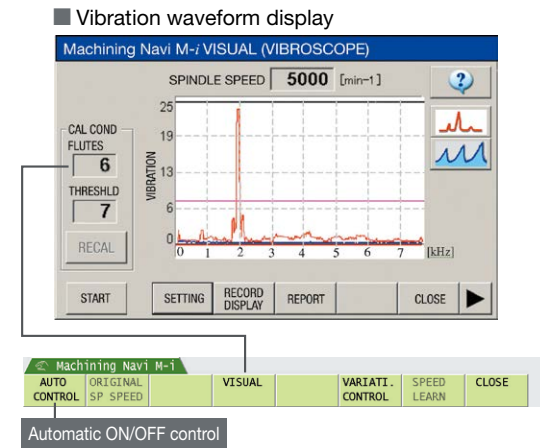 ■ Vibration waveform display
Machining Navi M-i VISUAL (VIBROSCOPE)
SPINDLE SPEED 5000 [min-1]
?
CAL COND
FLUTES
6
THRESHLD
7
RECAL
VIBRATION
25
19
13
6
0
0 1 2 3 4 5 6 7 [kHz]
START SETTING RECORD DISPLAY REPORT CLOSE
Machining Navi M-i
AUTO CONTROL ORIGINAL SP SPEED VISUAL VARIATI. CONTROL SPEED LEARN CLOSE
Automatic ON/OFF control